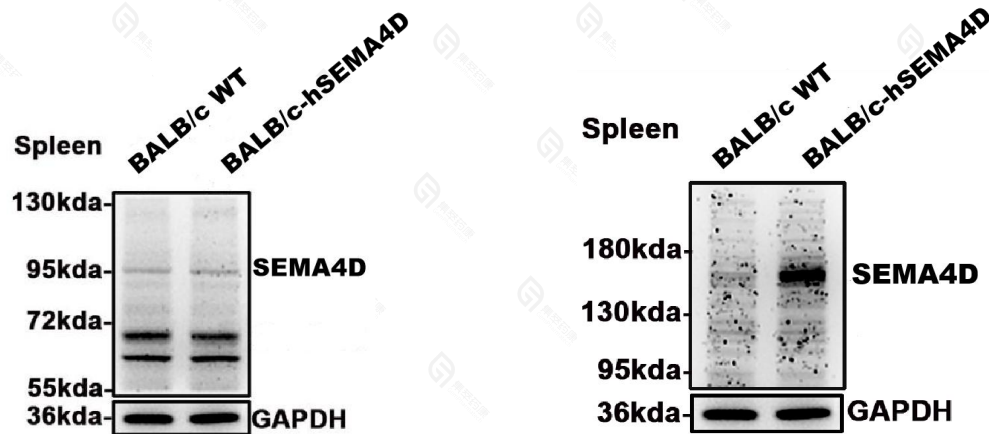 BALB/c WT
BALB/c-hSEMA4D
Spleen
130kda-
95kda-
SEMA4D
72kda-
55kda-
36kda-
GAPDH
BALB/c WT
BALB/c-hSEMA4D
Spleen
180kda-
SEMA4D
130kda-
95kda-
36kda-
GAPDH